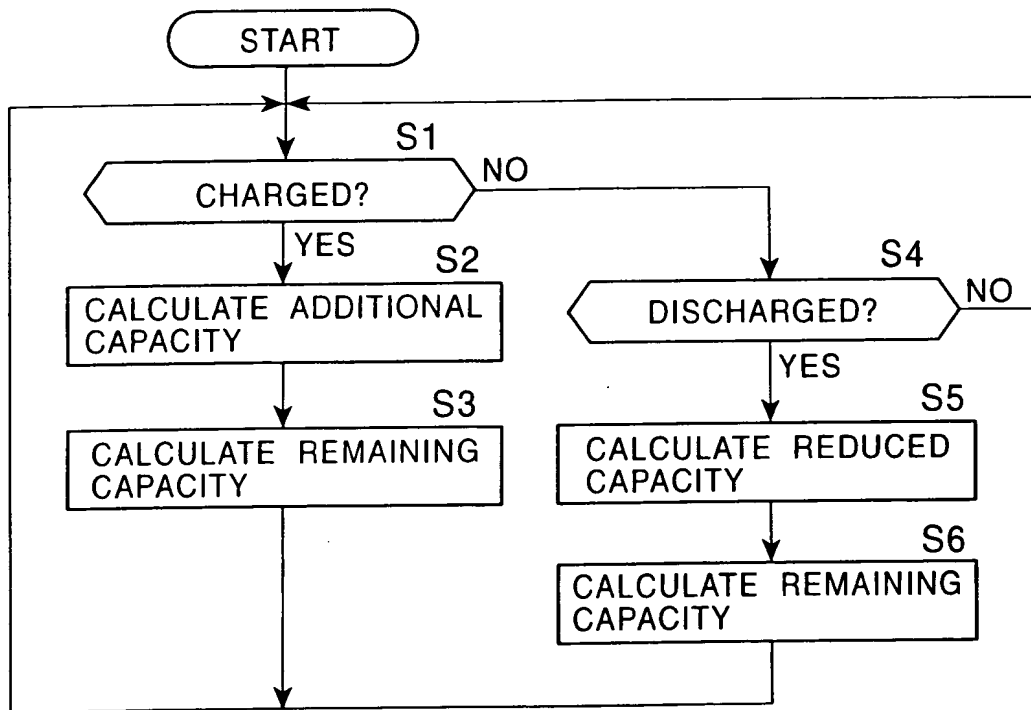 START
S1
CHARGED?
NO
YES
S2
CALCULATE ADDITIONAL
CAPACITY
S3
CALCULATE REMAINING
CAPACITY
S4
DISCHARGED?
NO
YES
S5
CALCULATE REDUCED
CAPACITY
S6
CALCULATE REMAINING
CAPACITY